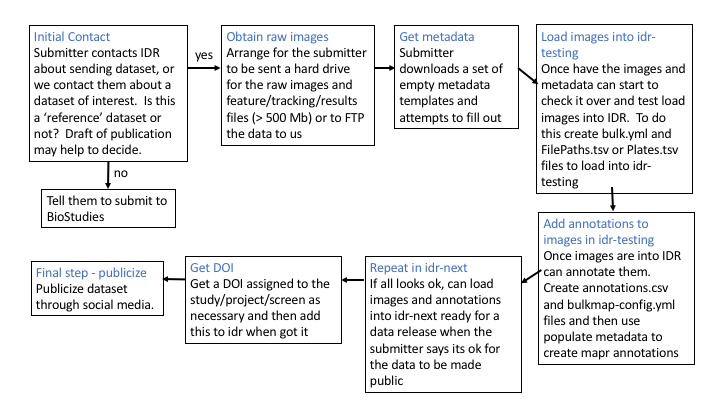 Initial Contact
Submitter contacts IDR
about sending dataset, or
we contact them about a
dataset of interest.  Is this
a ‘reference’ dataset or
not?  Draft of publication
may help to decide.
yes
no
Tell them to submit to
BioStudies
Obtain raw images
Arrange for the submitter
to be sent a hard drive
for the raw images and
feature/tracking/results
files (> 500 Mb) or to FTP
the data to us
Get metadata
Submitter
downloads a set of
empty metadata
templates and
attempts to fill out
Load images into idr-
testing
Once have the images and
metadata can start to
check it over and test load
images into IDR.  To do
this create bulk.yml and
FilePaths.tsv or Plates.tsv
files to load into idr-
testing
Add annotations to
images in idr-testing
Once images are into IDR
can annotate them.
Create annotations.csv
and bulkmap-config.yml
files and then use
populate metadata to
create mapr annotations
Repeat in idr-next
If all looks ok, can load
images and annotations
into idr-next ready for a
data release when the
submitter says its ok for
the data to be made
public
Get DOI
Get a DOI assigned to the
study/project/screen as
necessary and then add
this to idr when got it
Final step - publicize
Publicize dataset
through social media.